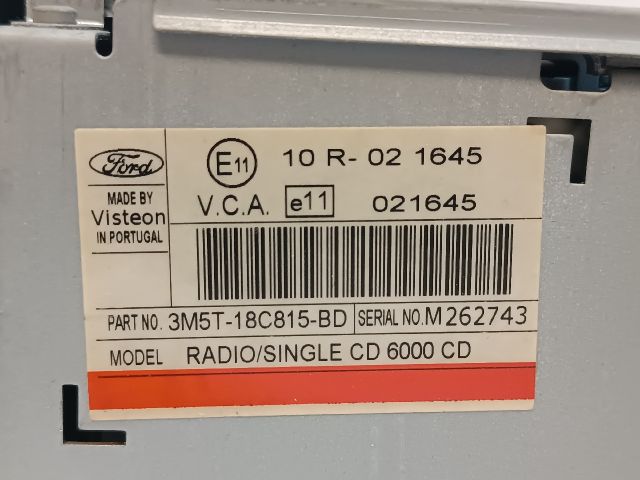 Ford
MADE BY
Visteon
IN PORTUGAL
E11 10 R- 02 1645
V.C.A. e11 021645
PART NO. 3M5T-18C815-BD SERIAL NO. M262743
MODEL RADIO/SINGLE CD 6000 CD